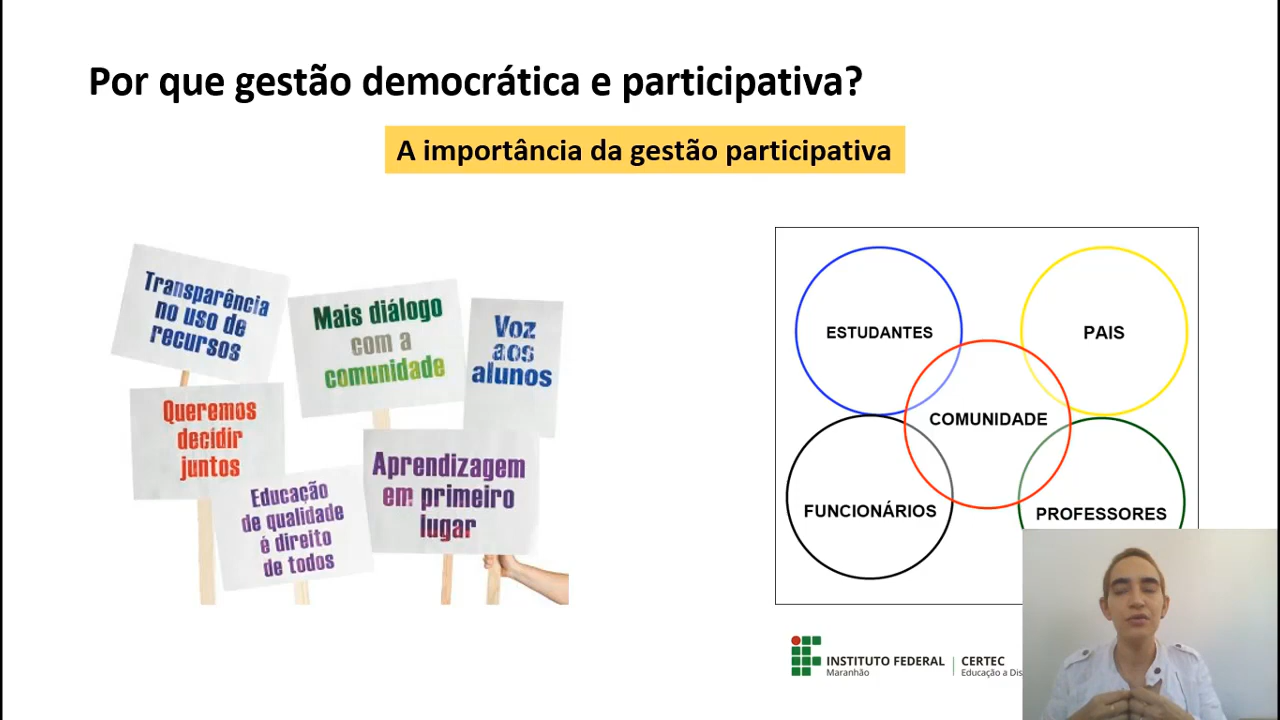 Por que gestão democrática e participativa?
A importância da gestão participativa
Transparência
no uso de
recursos
Mais diálogo
com a
comunidade
Voz
aos
alunos
Queremos
decidir
juntos
Educação
de qualidade
é direito
de todos
Aprendizagem
em primeiro
lugar
ESTUDANTES
PAIS
COMUNIDADE
FUNCIONÁRIOS
PROFESSORES
INSTITUTO FEDERAL
Maranhão
CERTEC
Educação a Dis